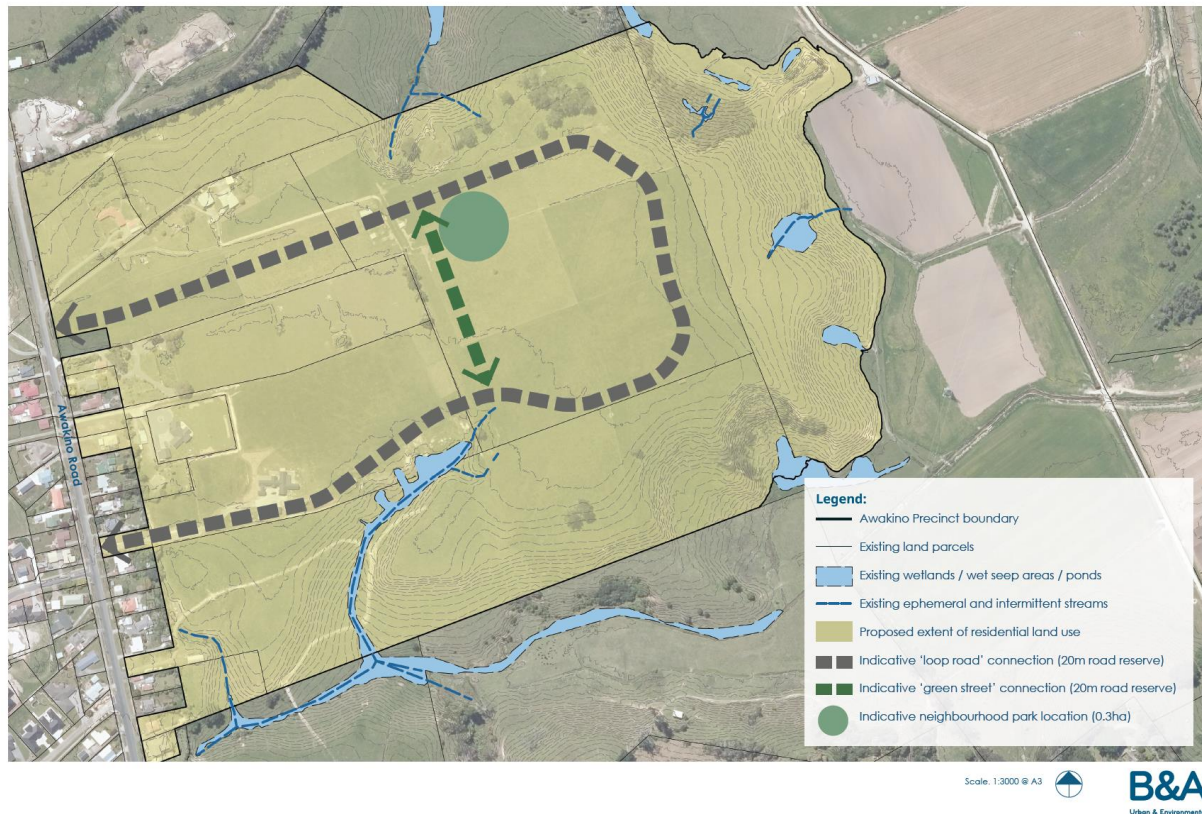 Awakino Road
Legend:
Awakino Precinct boundary
Existing land parcels
Existing wetlands / wet seep areas / ponds
Existing ephemeral and intermittent streams
Proposed extent of residential land use
Indicative ‘loop road’ connection (20m road reserve)
Indicative ‘green street’ connection (20m road reserve)
Indicative neighbourhood park location (0.3ha)
Scale. 1:3000 @ A3
B&A
Urban & Environmenta